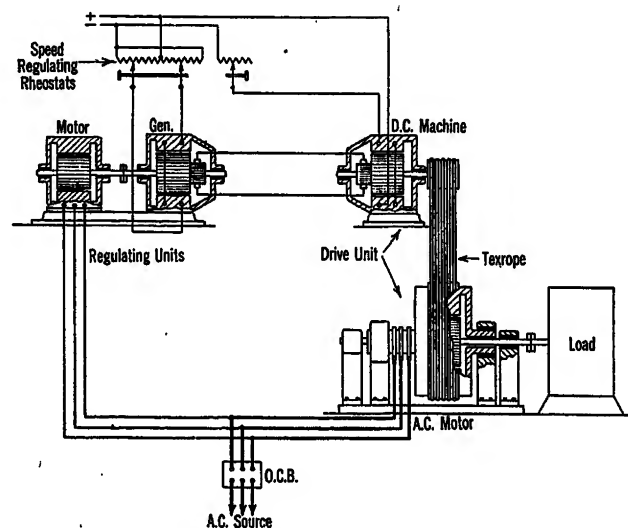 +
−
Speed
Regulating
Rheostats
Motor
Gen.
D.C. Machine
Regulating Units
Drive Unit
Texrope
Load
A.C. Motor
O.C.B.
A.C. Source